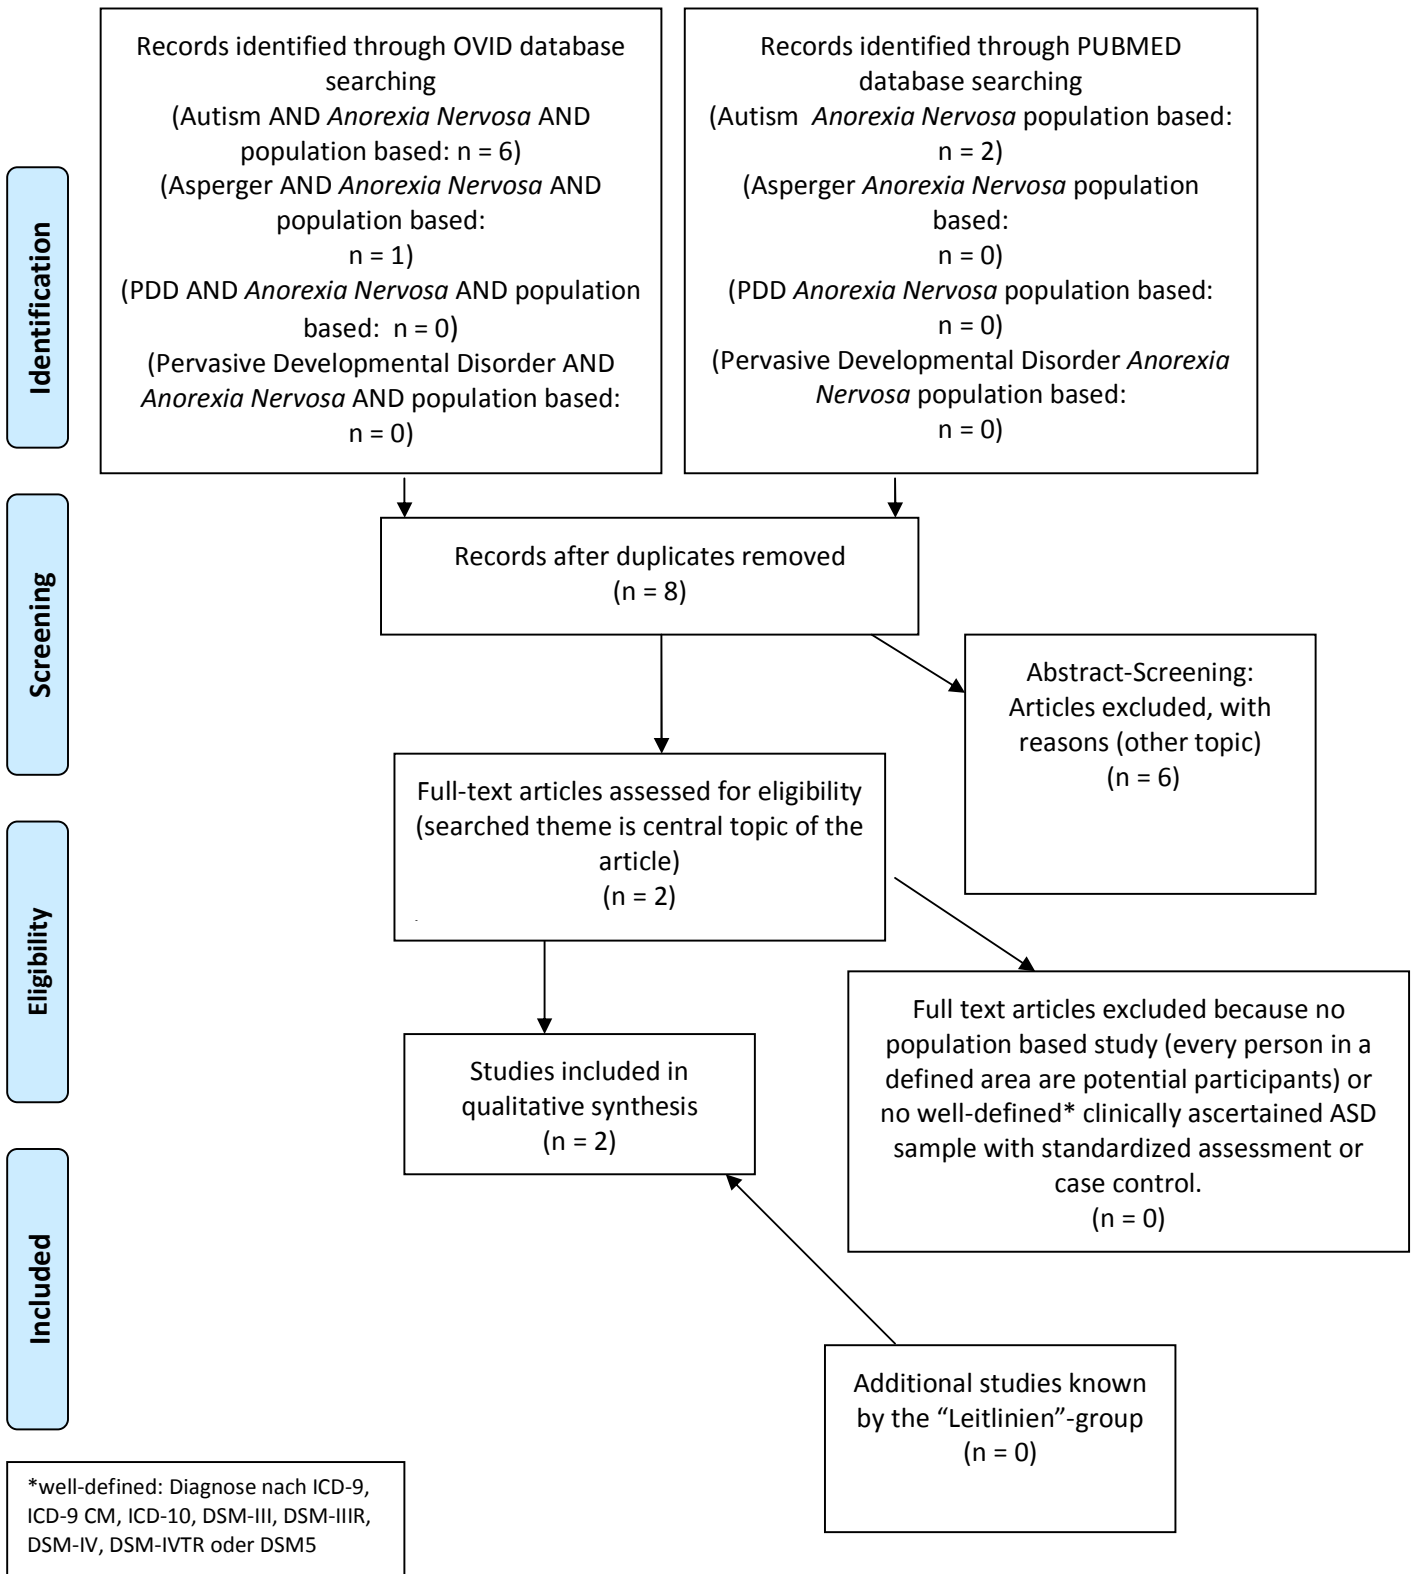 Records identified through OVID database
searching
(Autism AND Anorexia Nervosa AND
population based: n = 6)
(Asperger AND Anorexia Nervosa AND
population based:
n = 1)
(PDD AND Anorexia Nervosa AND population
based:  n = 0)
(Pervasive Developmental Disorder AND
Anorexia Nervosa AND population based:
n = 0)
Records identified through PUBMED
database searching
(Autism  Anorexia Nervosa population based:
n = 2)
(Asperger Anorexia Nervosa population
based:
n = 0)
(PDD Anorexia Nervosa population based:
n = 0)
(Pervasive Developmental Disorder Anorexia
Nervosa population based:
n = 0)
Identification
Screening
Records after duplicates removed
(n = 8)
Abstract-Screening:
Articles excluded, with
reasons (other topic)
(n = 6)
Full-text articles assessed for eligibility
(searched theme is central topic of the
article)
(n = 2)
Eligibility
Full text articles excluded because no
population based study (every person in a
defined area are potential participants) or
no well-defined* clinically ascertained ASD
sample with standardized assessment or
case control.
(n = 0)
Studies included in
qualitative synthesis
(n = 2)
Included
Additional studies known
by the “Leitlinien”-group
(n = 0)
*well-defined: Diagnose nach ICD-9,
ICD-9 CM, ICD-10, DSM-III, DSM-IIIR,
DSM-IV, DSM-IVTR oder DSM5